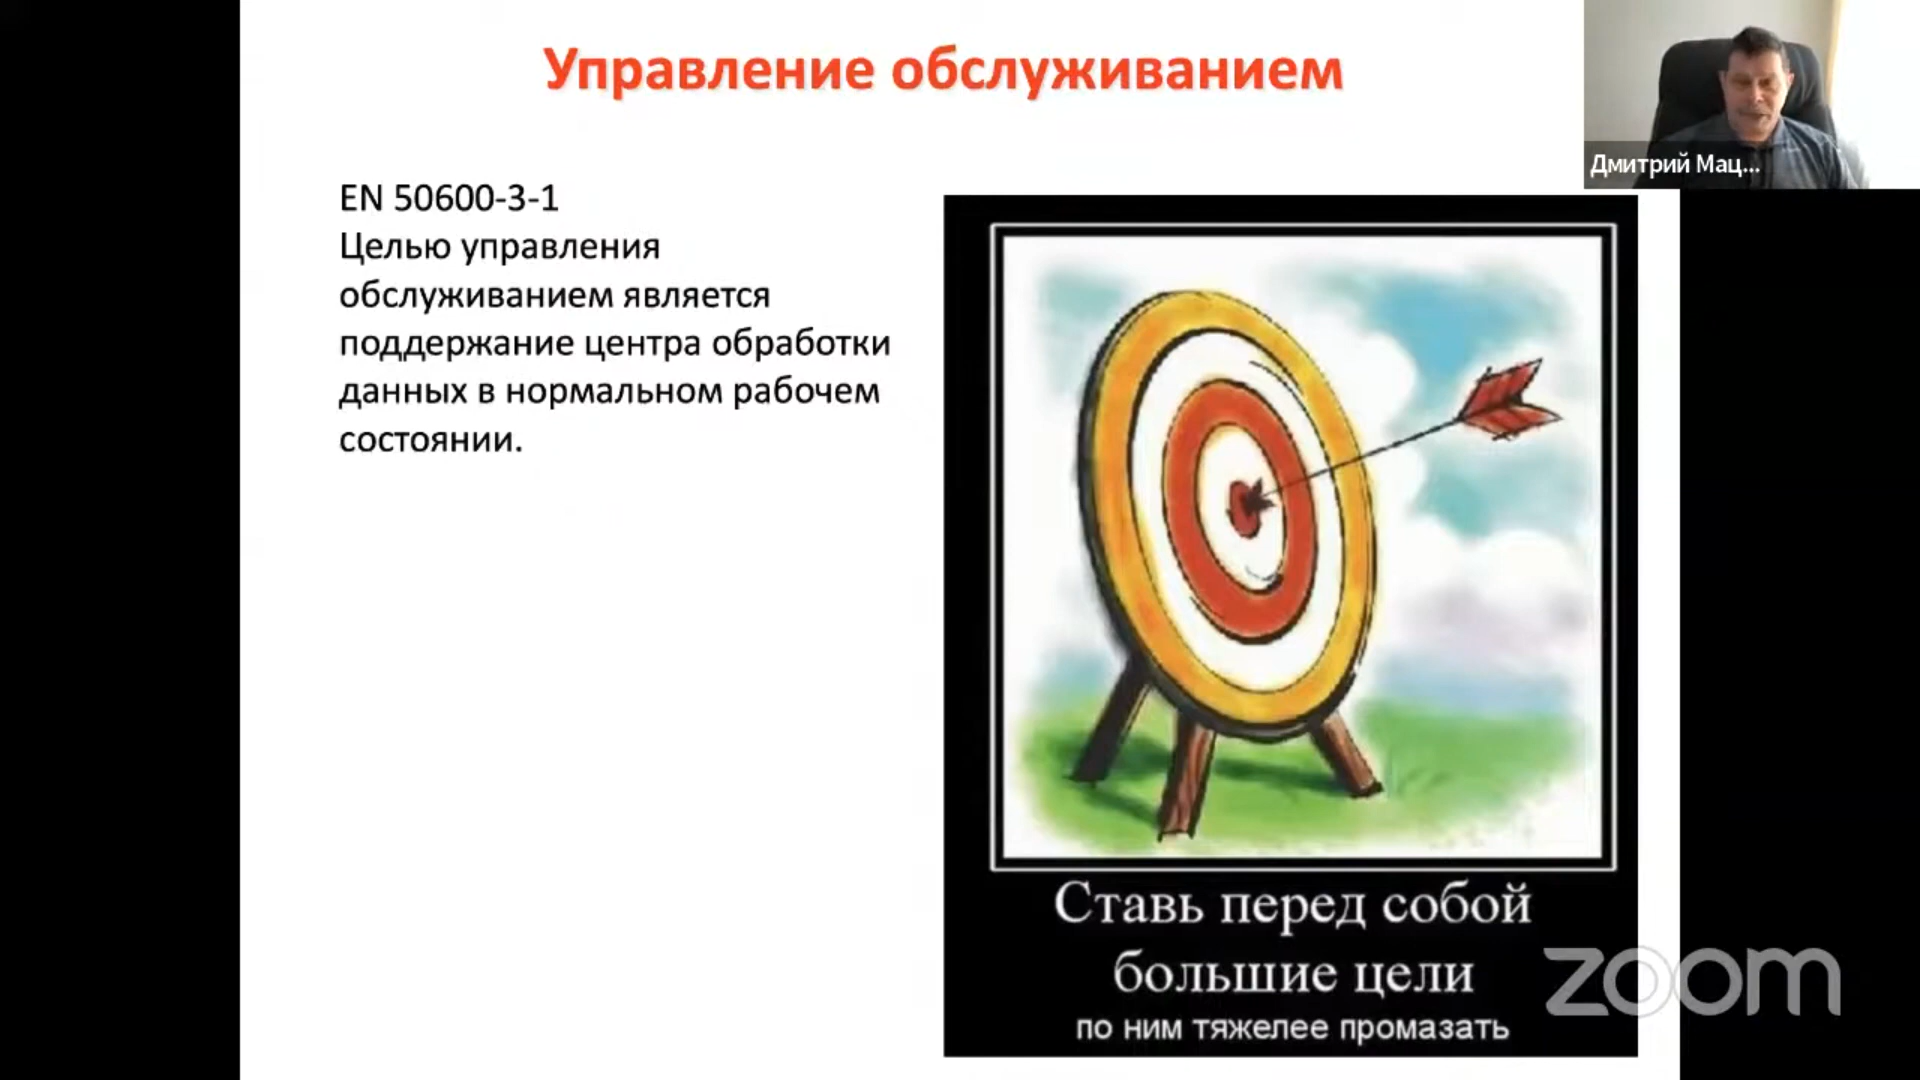 Управление обслуживанием
Дмитрий Мац...
EN 50600-3-1
Целью управления
обслуживанием является
поддержание центра обработки
данных в нормальном рабочем
состоянии.
Ставь перед собой
большие цели
по ним тяжелее промазать
zoom